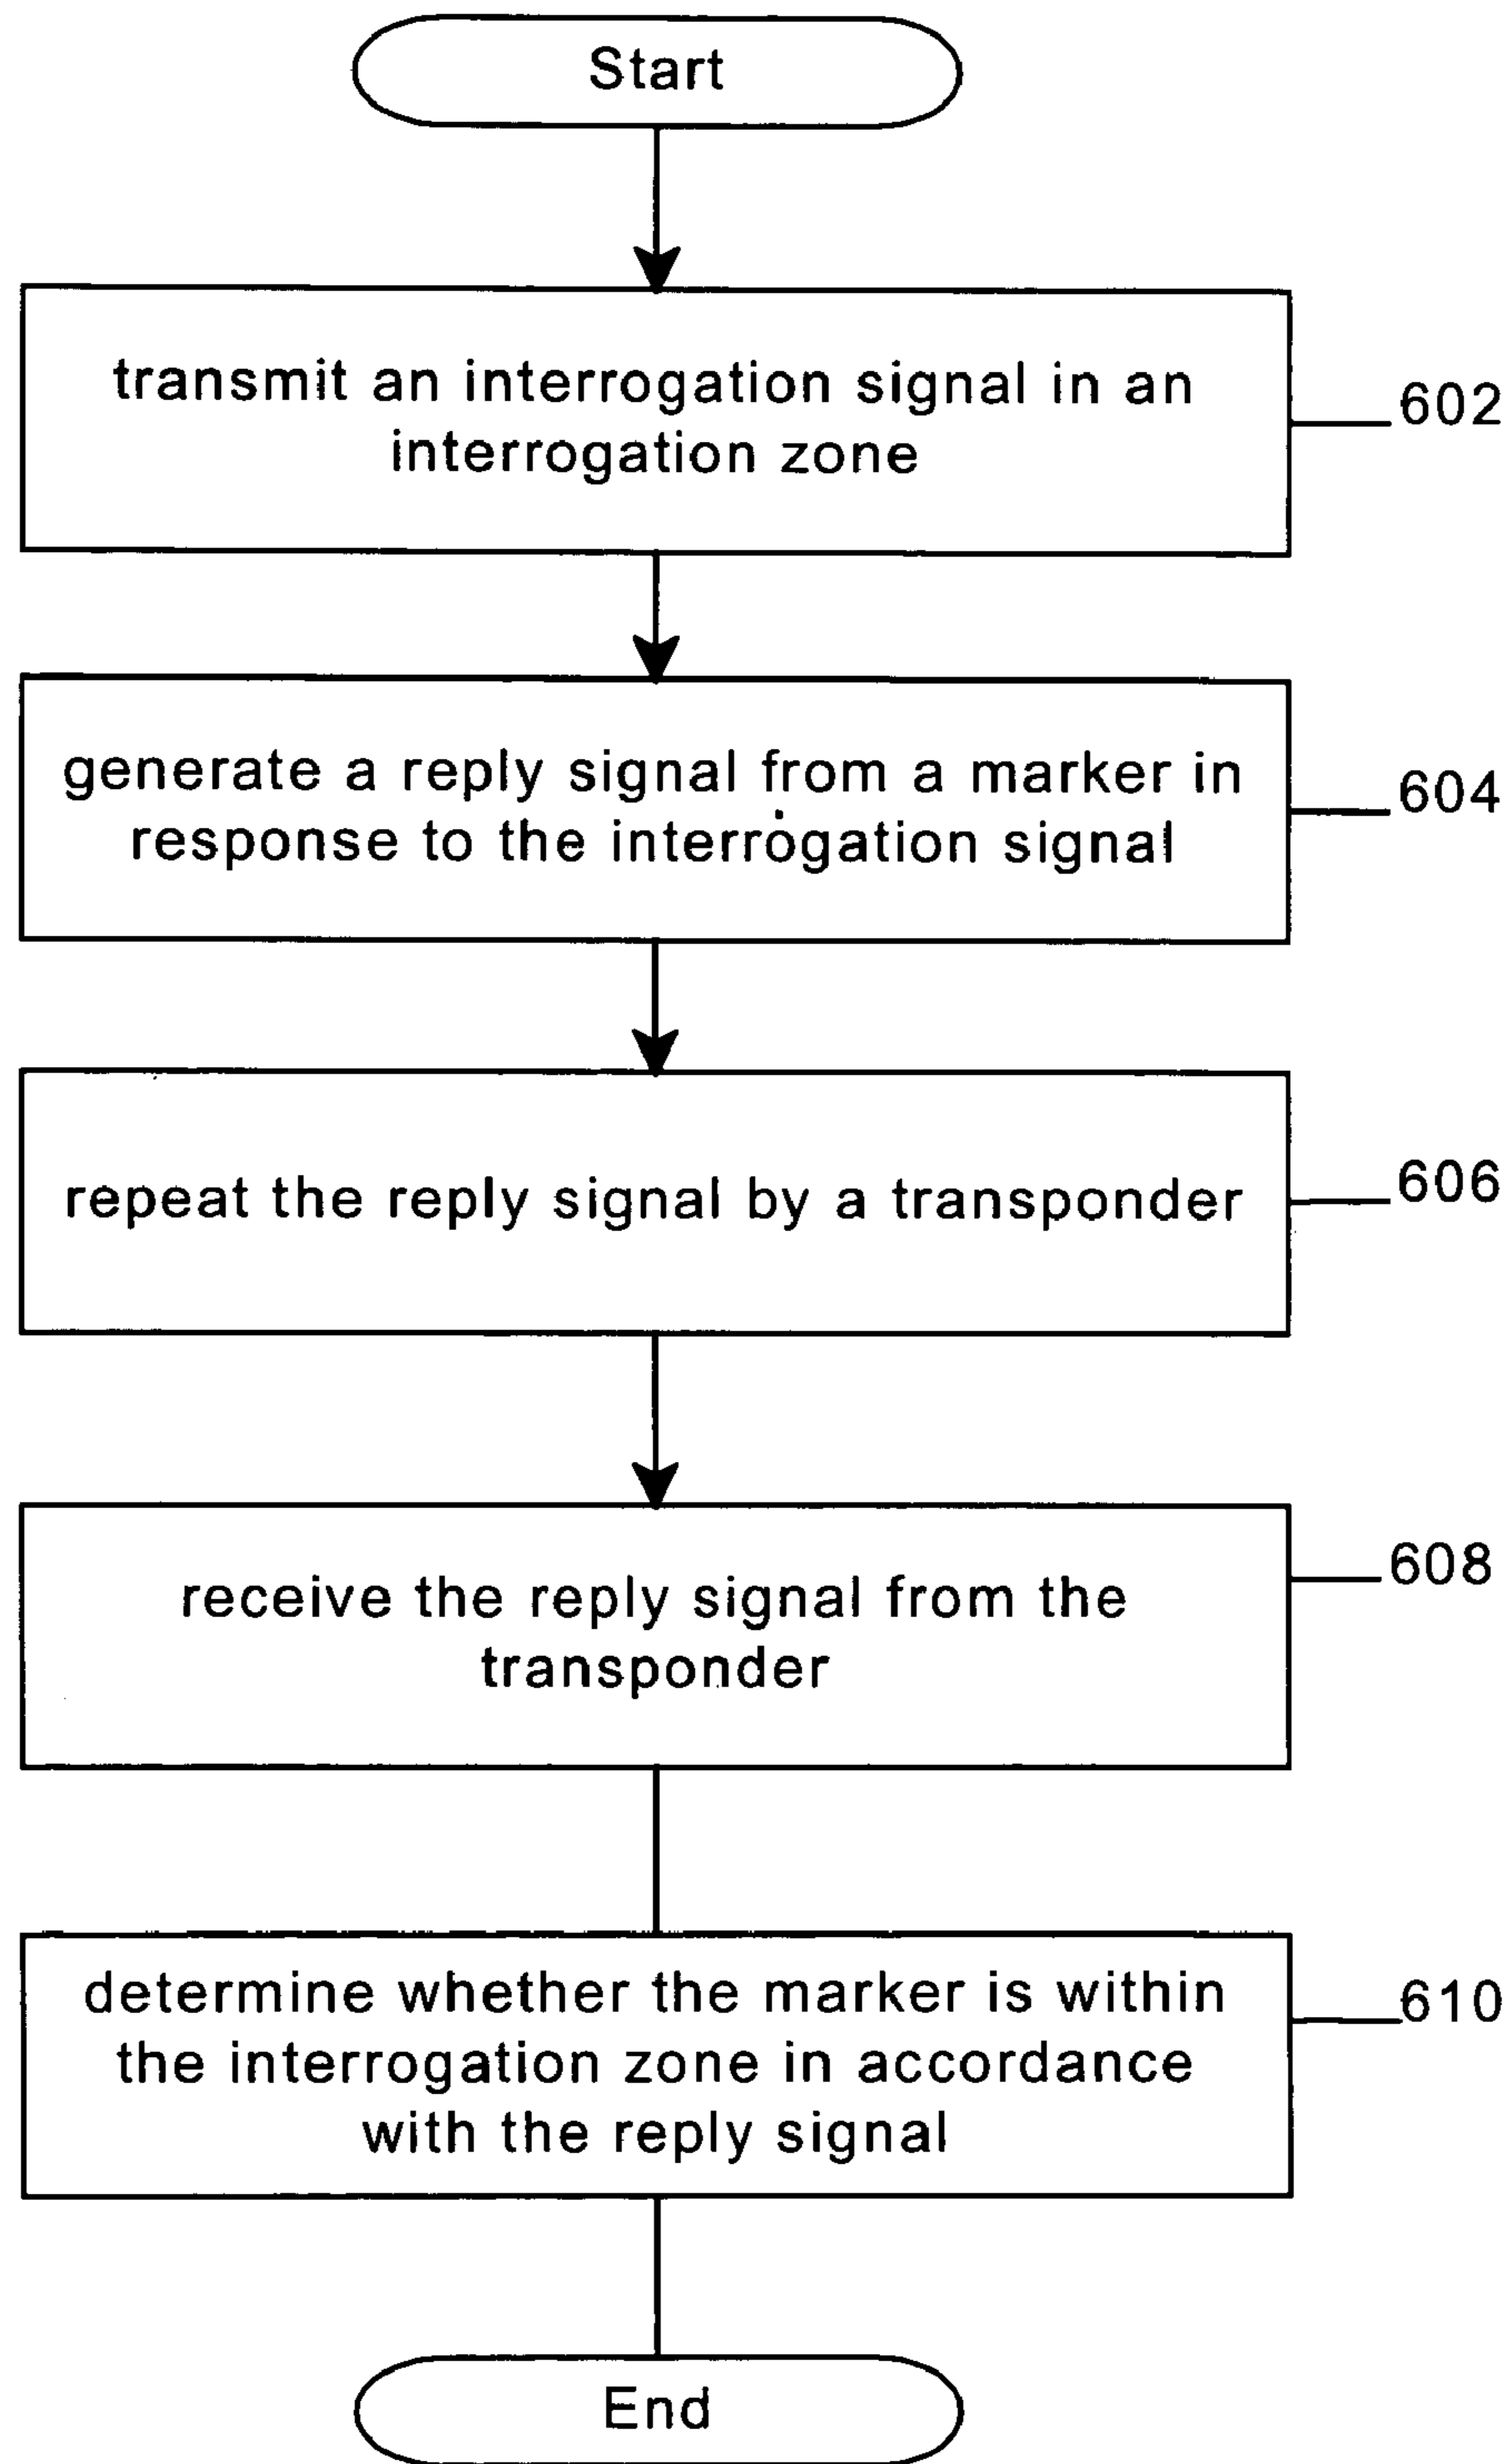 Start
transmit an interrogation signal in an
interrogation zone
602
generate a reply signal from a marker in
response to the interrogation signal
604
repeat the reply signal by a transponder
606
receive the reply signal from the
transponder
608
determine whether the marker is within
the interrogation zone in accordance
with the reply signal
610
End